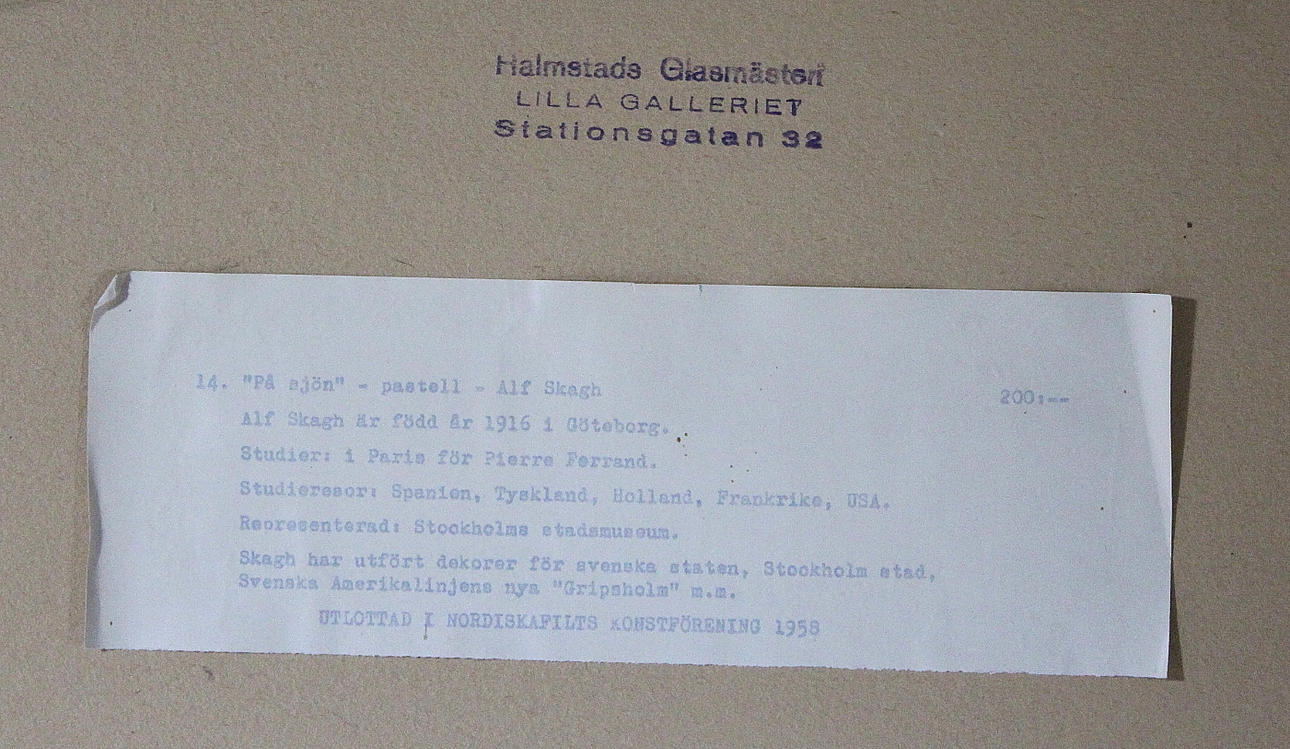 Halmstads Glasmästeri
LILLA GALLERIET
Stationsgatan 32
14. "På sjön" - pastell - Alf Skagh 200:--
Alf Skagh är född år 1916 i Göteborg.
Studier: i Paris för Pierre Ferrand.
Studieresor: Spanien, Tyskland, Holland, Frankrike, USA.
Representerad: Stockholms stadsmuseum.
Skagh har utfört dekorer för svenska staten, Stockholm stad,
Svenska Amerikalinjens nya "Gripsholm" m.m.
UTLOTTAD I NORDISKAFILTS KONSTFÖRENING 1958